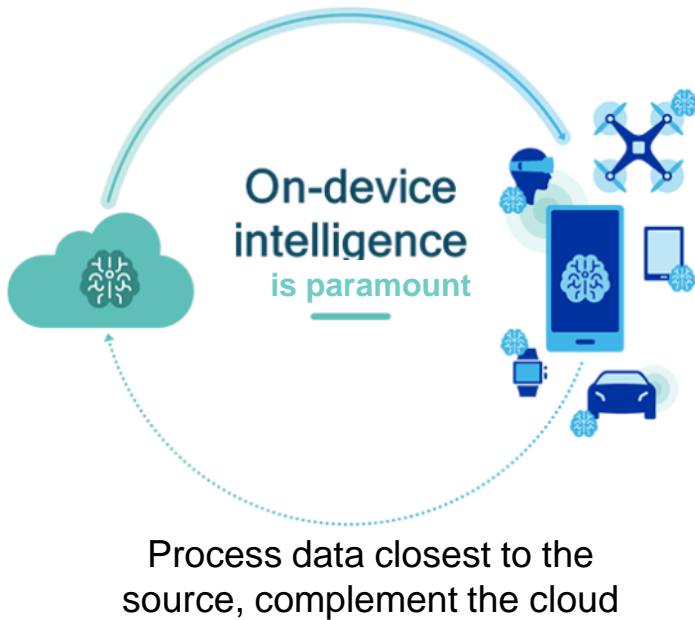 On-device
intelligence
is paramount
Process data closest to the
source, complement the cloud